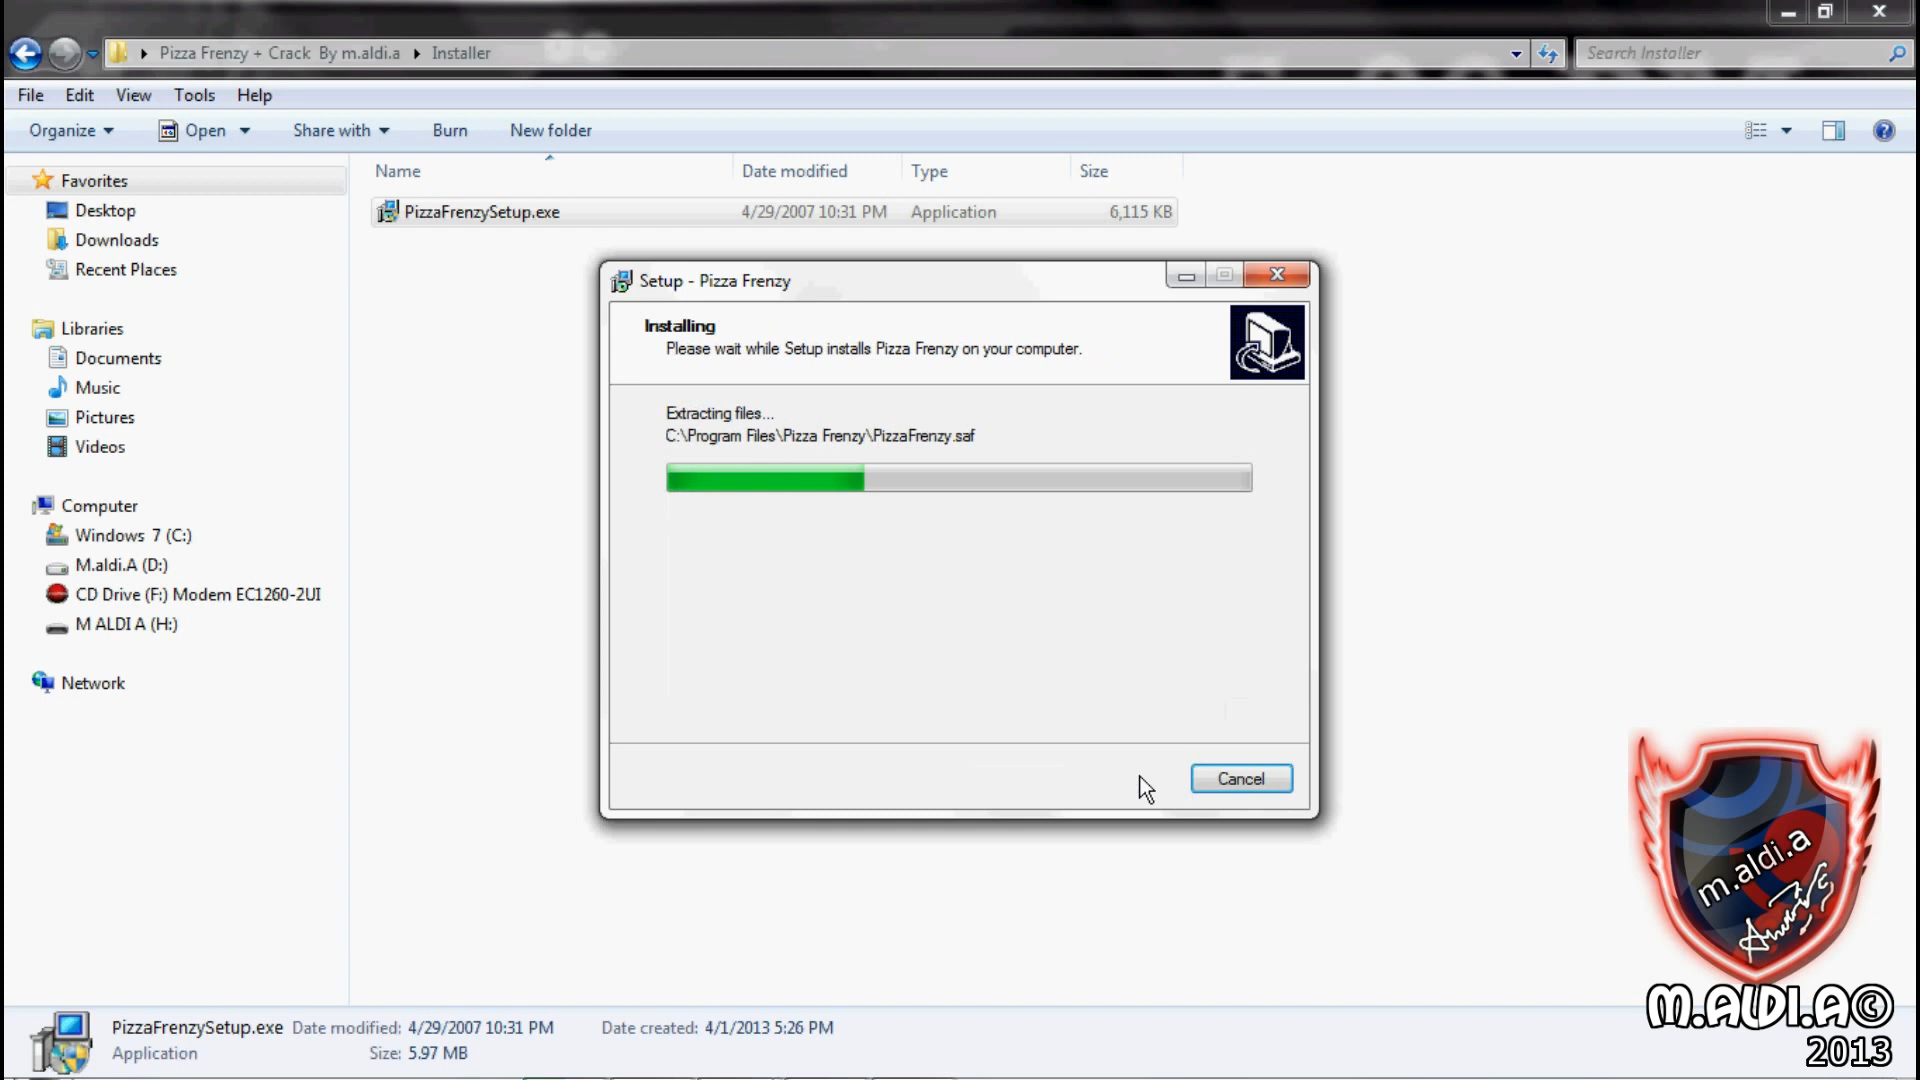 Pizza Frenzy + Crack By m.aldi.a Installer
Search Installer
File Edit View Tools Help
Organize Open Share with Burn New folder
Name Date modified Type Size
PizzaFrenzySetup.exe 4/29/2007 10:31 PM Application 6,115 KB
Favorites
Desktop
Downloads
Recent Places
Libraries
Documents
Music
Pictures
Videos
Computer
Windows 7 (C:)
M.aldi.A (D:)
CD Drive (F:) Modem EC1260-2UI
M ALDI A (H:)
Network
Setup - Pizza Frenzy
Installing
Please wait while Setup installs Pizza Frenzy on your computer.
Extracting files...
C:\Program Files\Pizza Frenzy\PizzaFrenzy.saf
Cancel
m.aldi.a
M.ALDI.A©
2013
PizzaFrenzySetup.exe Date modified: 4/29/2007 10:31 PM Date created: 4/1/2013 5:26 PM
Application Size: 5.97 MB